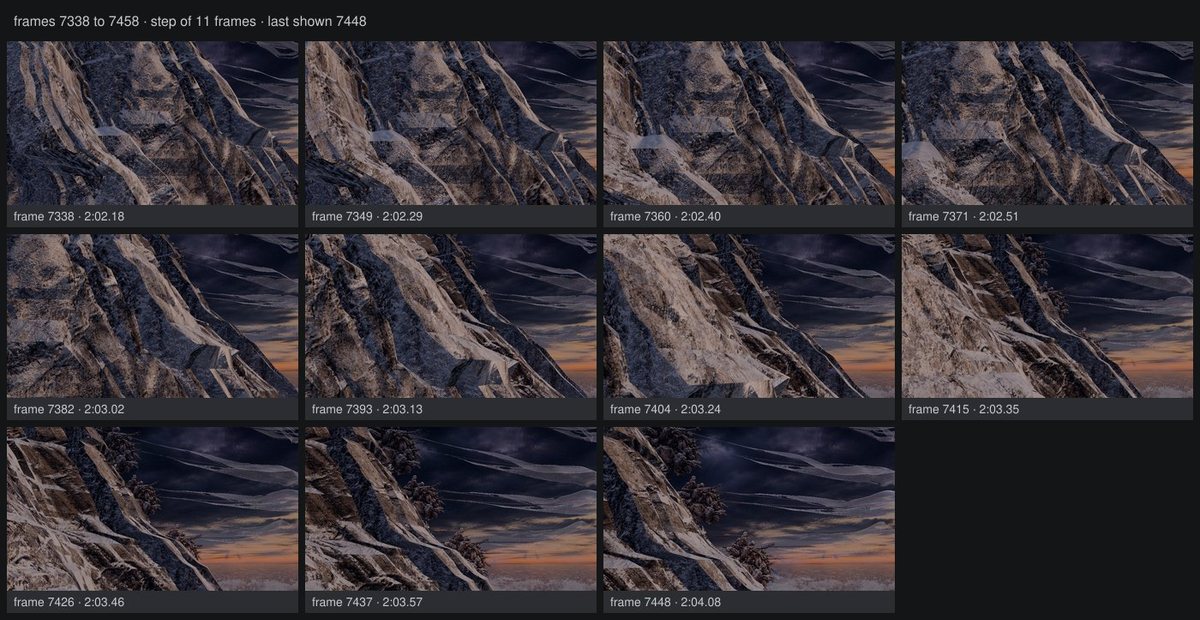 frames 7338 to 7458 · step of 11 frames · last shown 7448
frame 7338 · 2:02.18
frame 7349 · 2:02.29
frame 7360 · 2:02.40
frame 7371 · 2:02.51
frame 7382 · 2:03.02
frame 7393 · 2:03.13
frame 7404 · 2:03.24
frame 7415 · 2:03.35
frame 7426 · 2:03.46
frame 7437 · 2:03.57
frame 7448 · 2:04.08